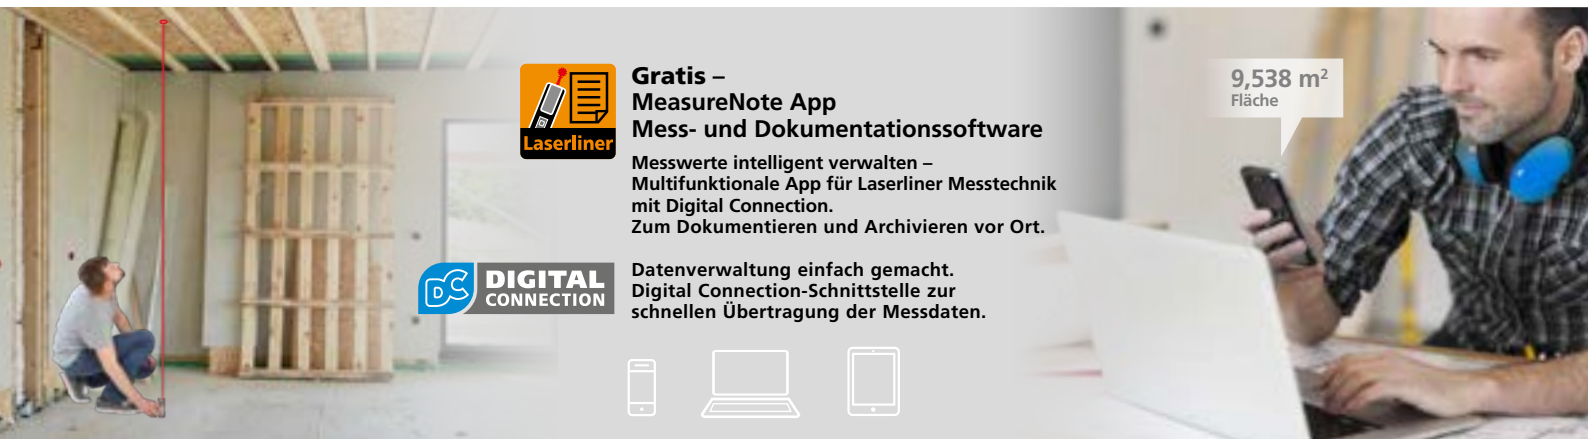 Gratis –
MeasureNote App
Mess- und Dokumentationssoftware
Messwerte intelligent verwalten –
Multifunktionale App für Laserliner Messtechnik
mit Digital Connection.
Zum Dokumentieren und Archivieren vor Ort.
Laserliner
DC DIGITAL
CONNECTION
Datenverwaltung einfach gemacht.
Digital Connection-Schnittstelle zur
schnellen Übertragung der Messdaten.
9,538 m²
Fläche